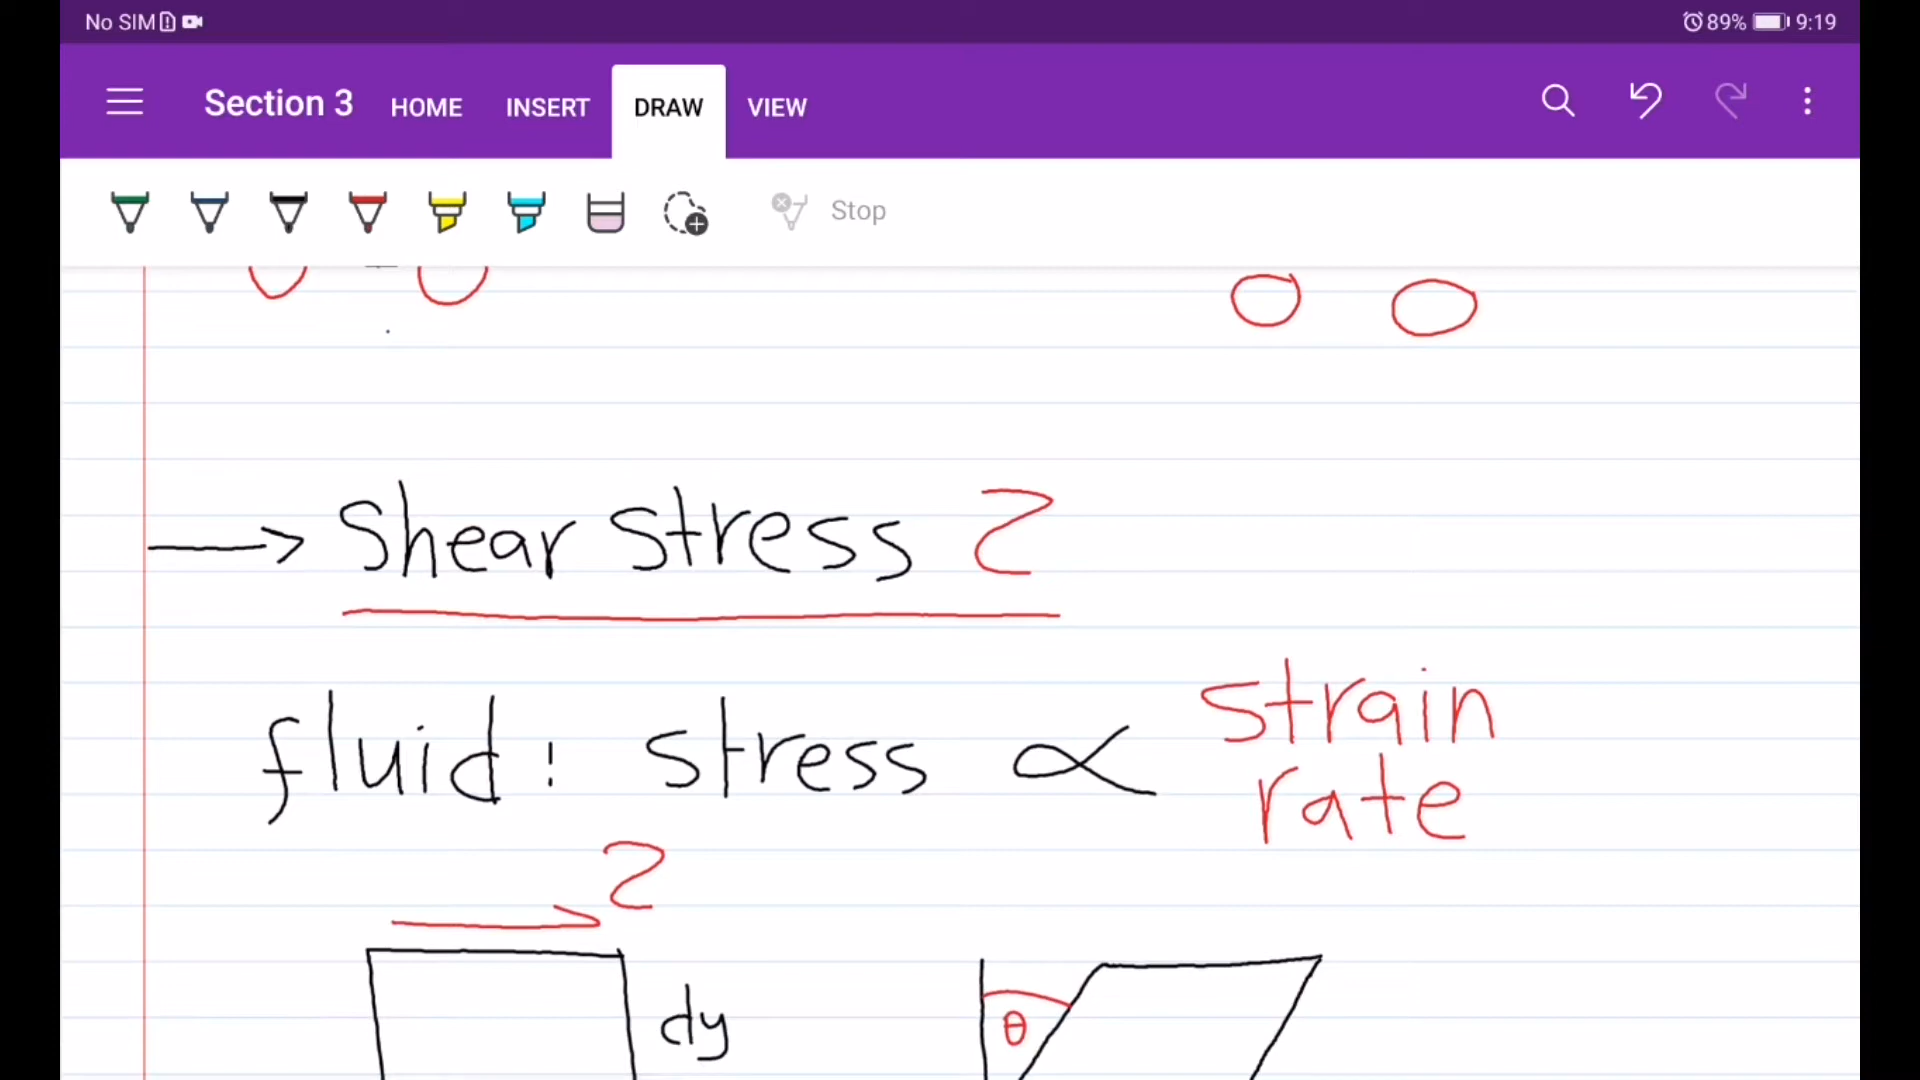 No SIM 89% 9:19
Section 3 HOME INSERT DRAW VIEW
Stop
→ Shear stress τ
fluid: stress ∝ strain
rate
τ
dy
θ